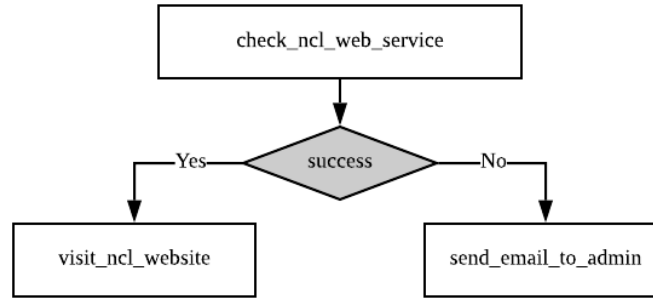 check_ncl_web_service
Yes
success
No
visit_ncl_website
send_email_to_admin